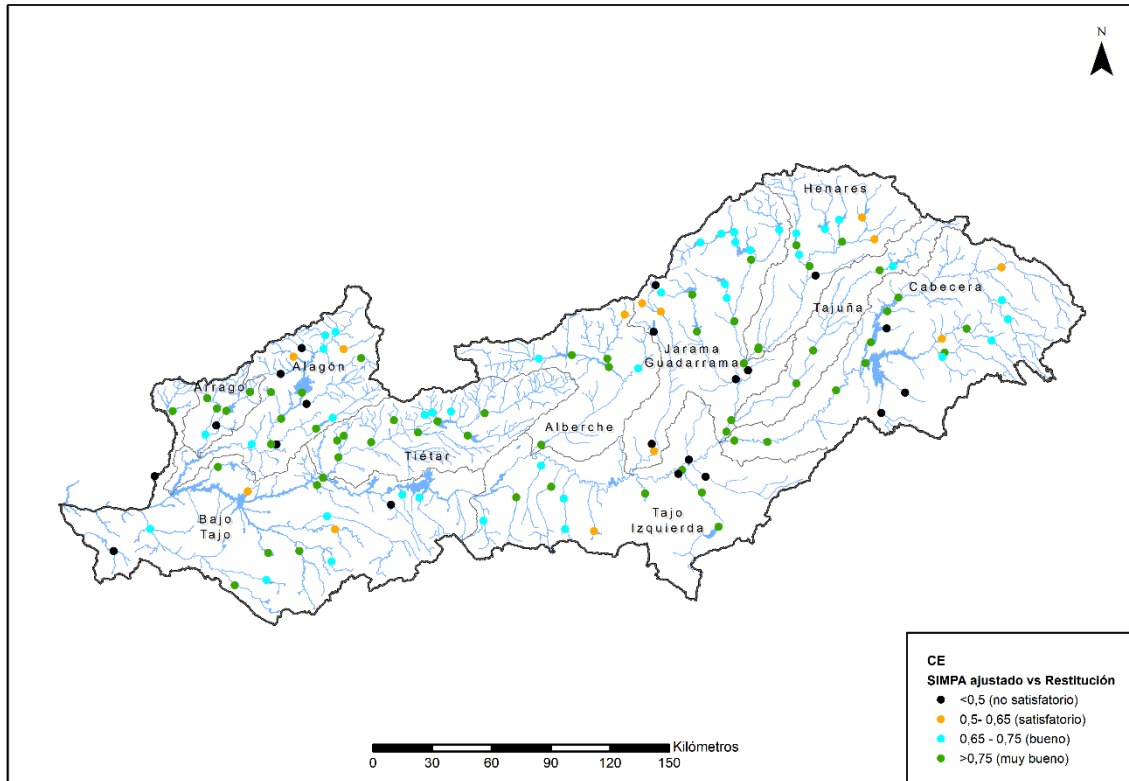 N
Henares
Cabecera
Tajuña
Jarama
Guadarrama
Alagón
Arrago
Alberche
Tiétar
Tajo
Izquierda
Bajo
Tajo
Kilómetros
0 30 60 90 120 150
CE
SIMPA ajustado vs Restitución
<0,5 (no satisfatorio)
0,5- 0,65 (satisfatorio)
0,65 - 0,75 (bueno)
>0,75 (muy bueno)